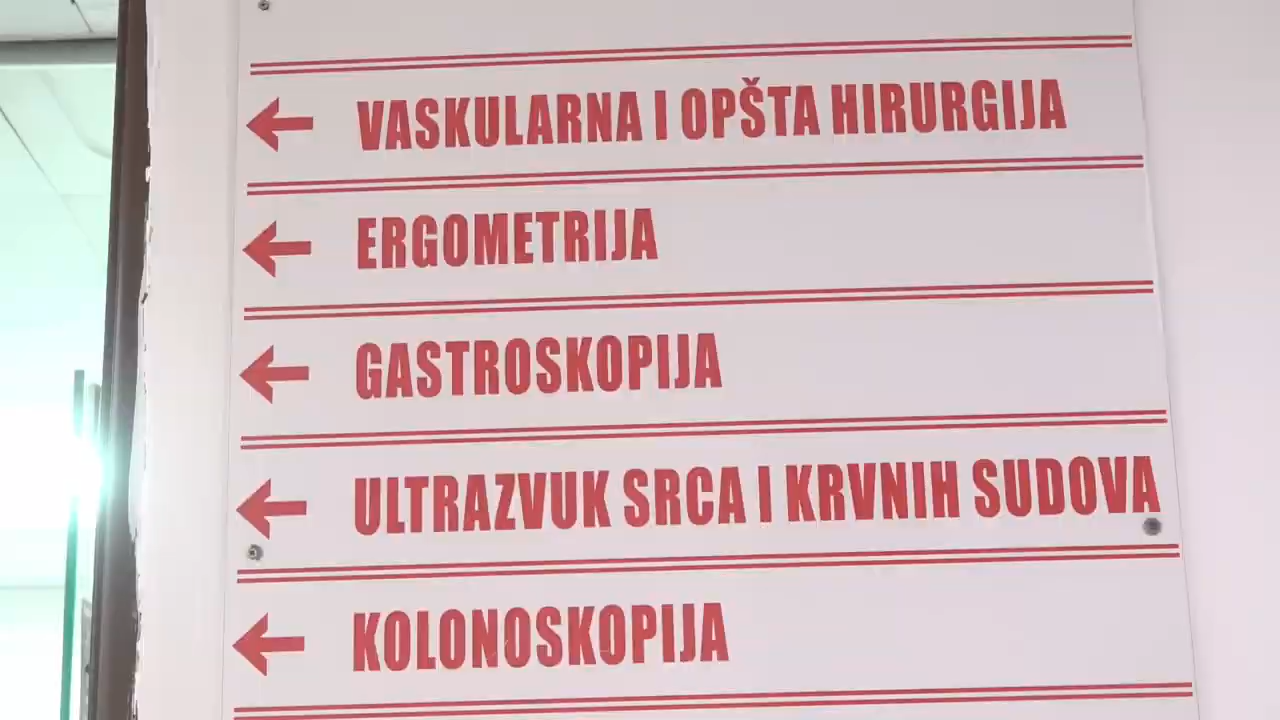 VASKULARNA I OPŠTA HIRURGIJA
ERGOMETRIJA
GASTROSKOPIJA
ULTRAZVUK SRCA I KRVNIH SUDOVA
KOLONOSKOPIJA